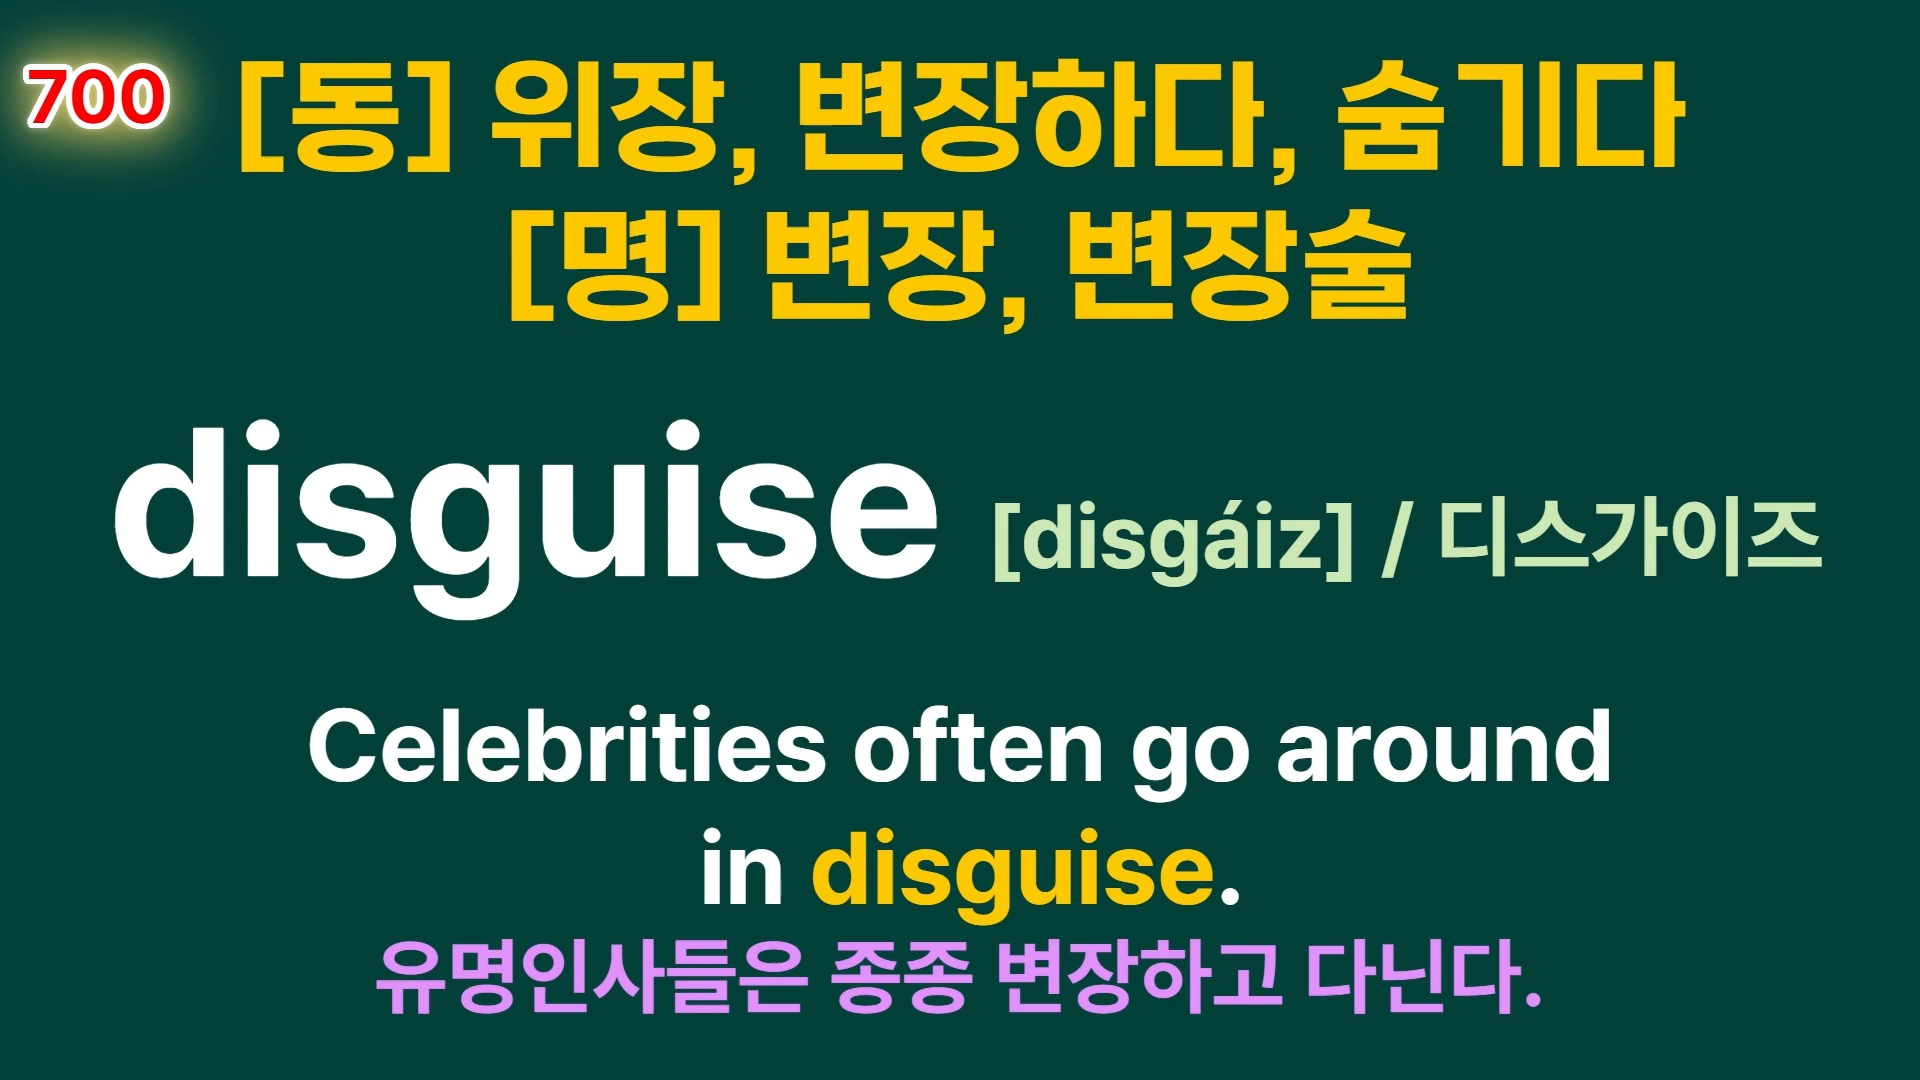 700
[동] 위장, 변장하다, 숨기다
[명] 변장, 변장술
disguise [disgáiz] / 디스가이즈
Celebrities often go around
in disguise.
유명인사들은 종종 변장하고 다닌다.